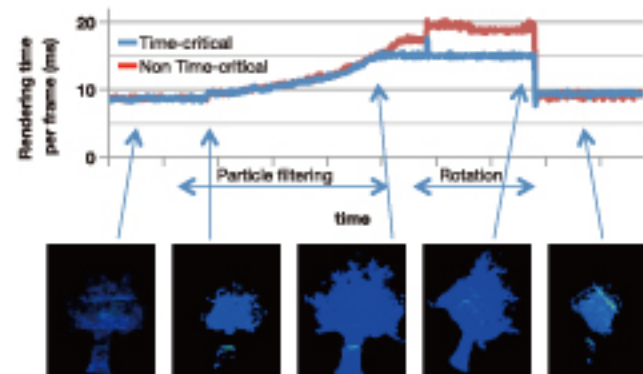 20
Time-critical
Non Time-critical
10
0
Rendering time
per frame (ms)
Particle filtering
Rotation
time